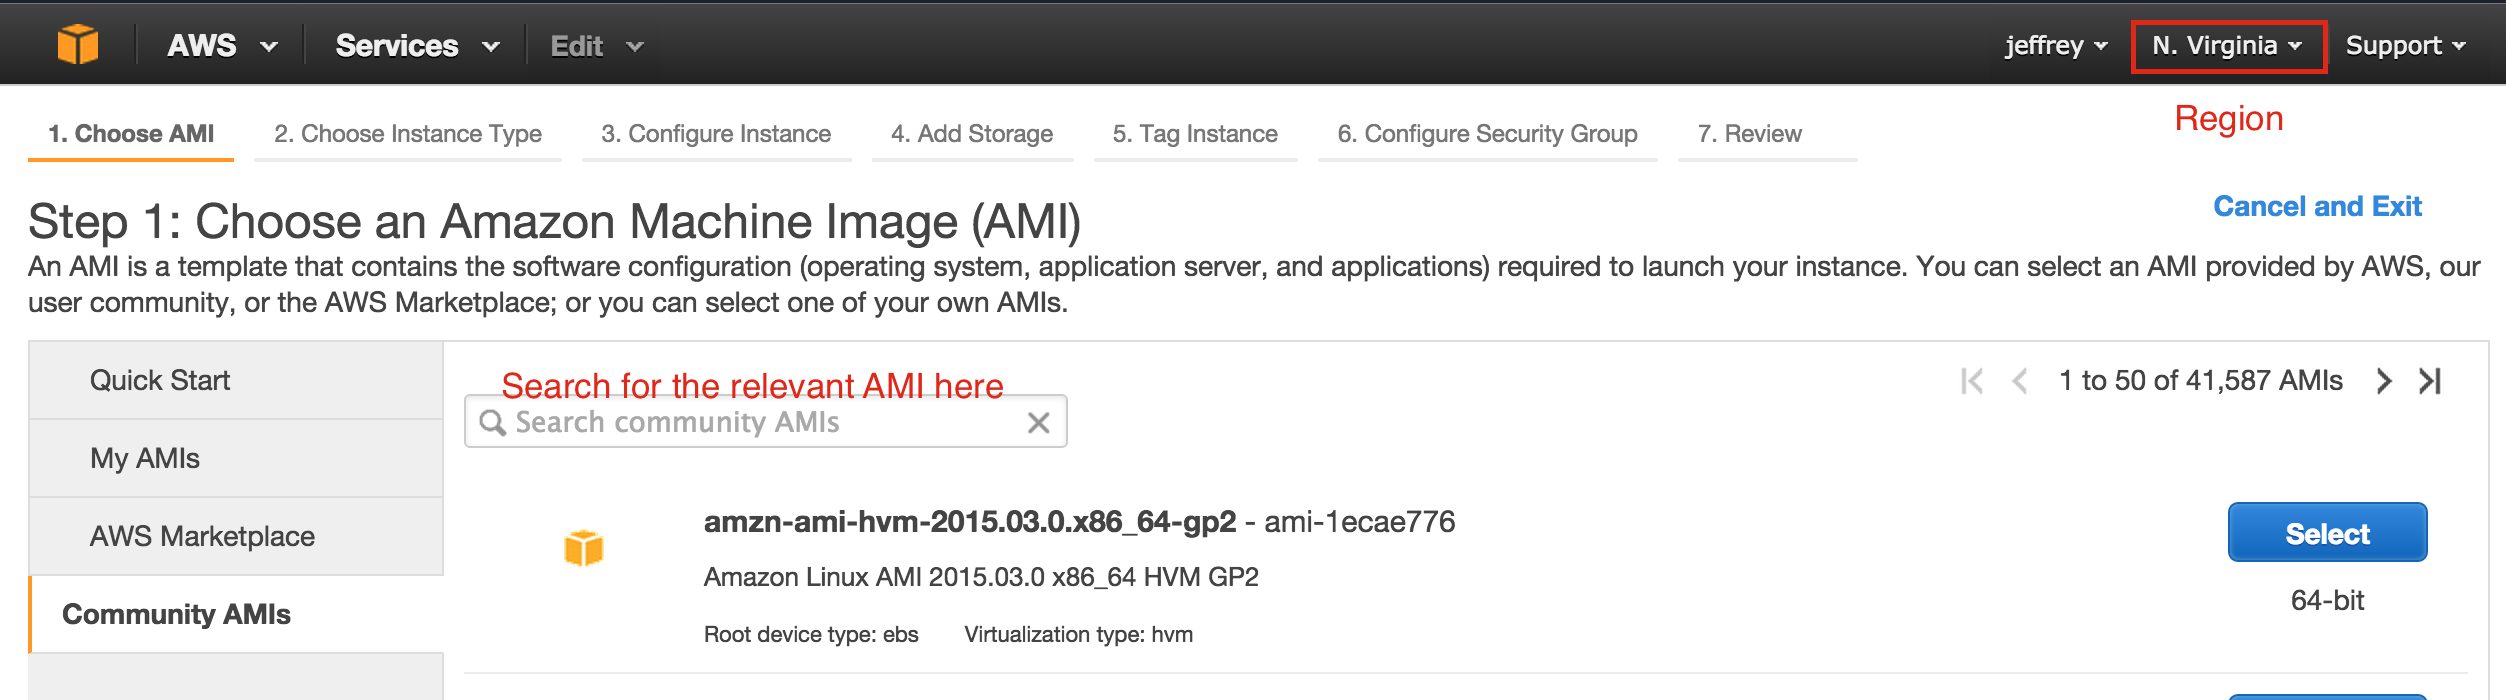 AWS Services Edit jeffrey N. Virginia Support
Region
1. Choose AMI 2. Choose Instance Type 3. Configure Instance 4. Add Storage 5. Tag Instance 6. Configure Security Group 7. Review
Step 1: Choose an Amazon Machine Image (AMI)
Cancel and Exit
An AMI is a template that contains the software configuration (operating system, application server, and applications) required to launch your instance. You can select an AMI provided by AWS, our
user community, or the AWS Marketplace; or you can select one of your own AMIs.
Quick Start
My AMIs
AWS Marketplace
Community AMIs
Search for the relevant AMI here
Search community AMIs
1 to 50 of 41,587 AMIs
amzn-ami-hvm-2015.03.0.x86_64-gp2 - ami-1ecae776
Amazon Linux AMI 2015.03.0 x86_64 HVM GP2
Root device type: ebs Virtualization type: hvm
Select
64-bit